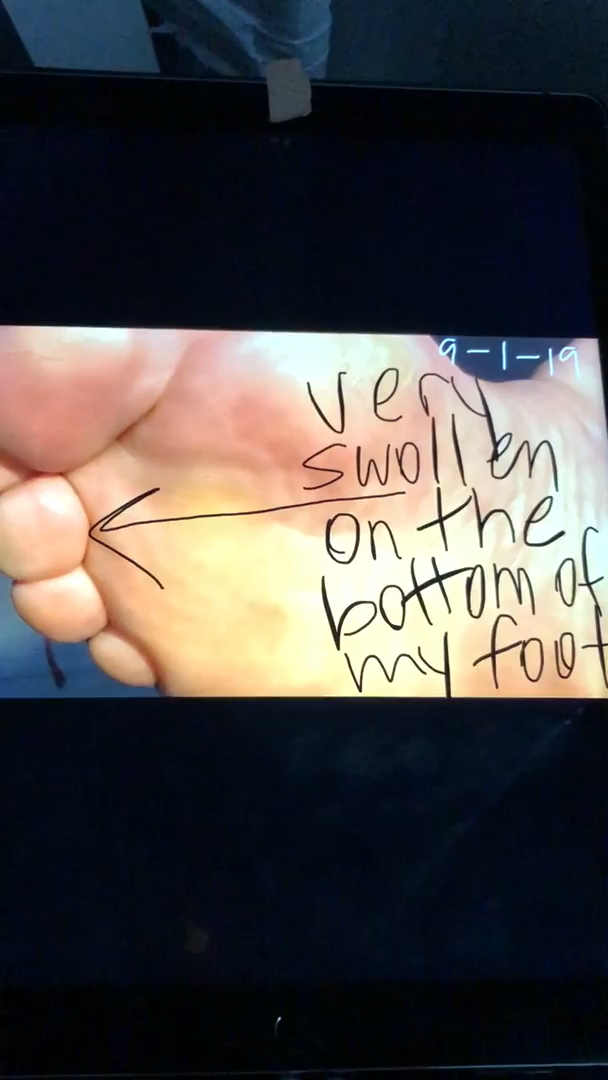 9-1-19
very
swollen
on the
bottom of
my foot